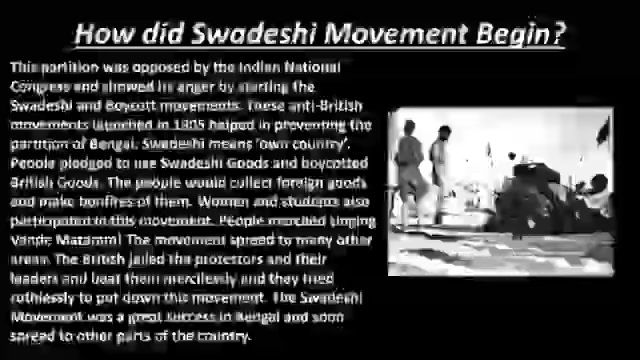 How did Swadeshi Movement Begin?
This partition was opposed by the Indian National
Congress and showed its anger by starting the
Swadeshi and Boycott movements. These anti-British
movements launched in 1905 helped in preventing the
partition of Bengal. Swadeshi means 'own country'.
People pledged to use Swadeshi Goods and boycotted
British Goods. The people would collect foreign goods
and make bonfires of them. Women and students also
participated in this movement. People marched singing
Vande Mataram! The movement spread to many other
areas. The British jailed the protestors and their
leaders and beat them mercilessly and they tried
ruthlessly to put down this movement. The Swadeshi
Movement was a great success in Bengal and soon
spread to other parts of the country.